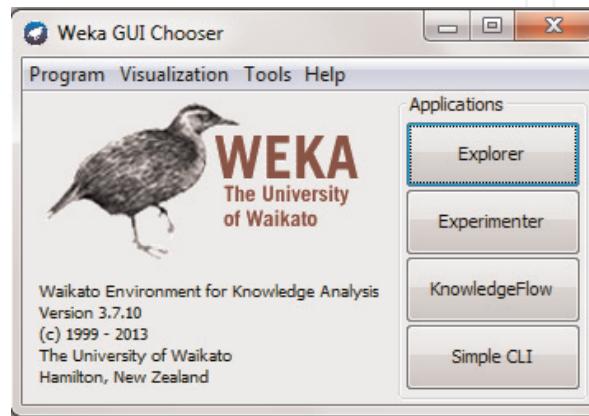 Weka GUI Chooser
Program Visualization Tools Help
WEKA
The University
of Waikato
Waikato Environment for Knowledge Analysis
Version 3.7.10
(c) 1999 - 2013
The University of Waikato
Hamilton, New Zealand
Applications
Explorer
Experimenter
KnowledgeFlow
Simple CLI